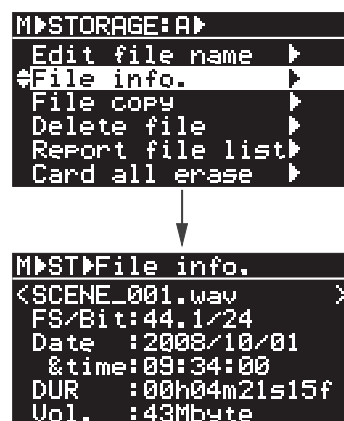 M▶STORAGE:A▶
Edit file name ▶
File info. ▶
File copy ▶
Delete file ▶
Report file list▶
Card all erase ▶
M▶ST▶File info.
<SCENE_001.wav >
FS/Bit:44.1/24
Date :2008/10/01
&time:09:34:00
DUR :00h04m21s15f
Vol. :43Mbyte